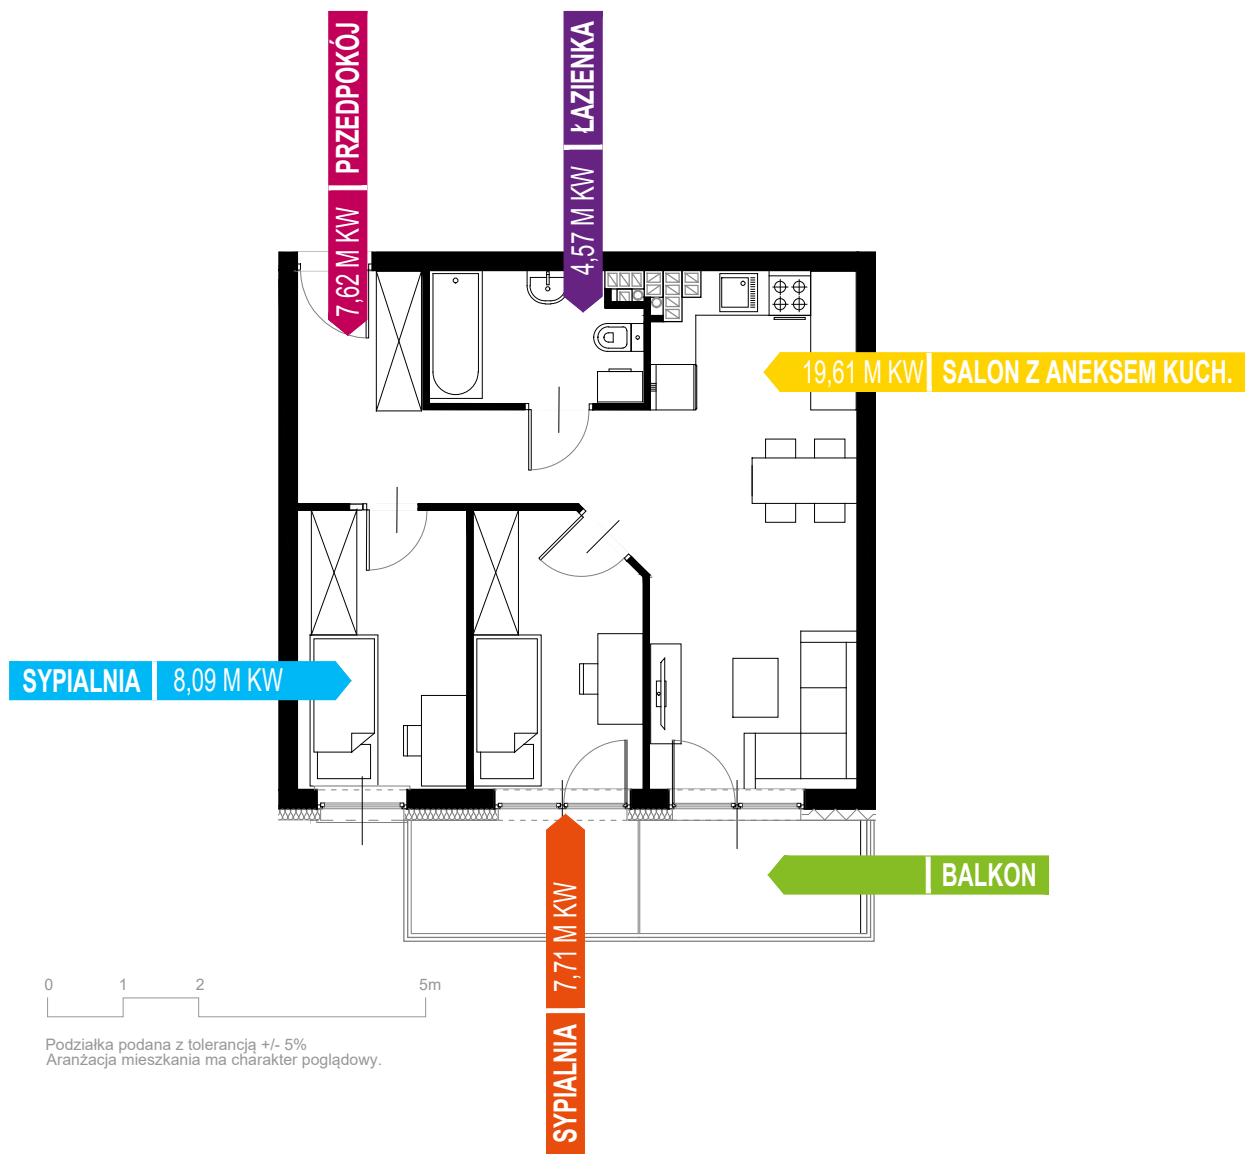 PRZEDPOKÓJ
7,62 M KW
ŁAZIENKA
4,57 M KW
19,61 M KW
SALON Z ANEKSEM KUCH.
SYPIALNIA
8,09 M KW
BALKON
7,71 M KW
SYPIALNIA
0 1 2 5m
Podziałka podana z tolerancją +/- 5%
Aranżacja mieszkania ma charakter poglądowy.